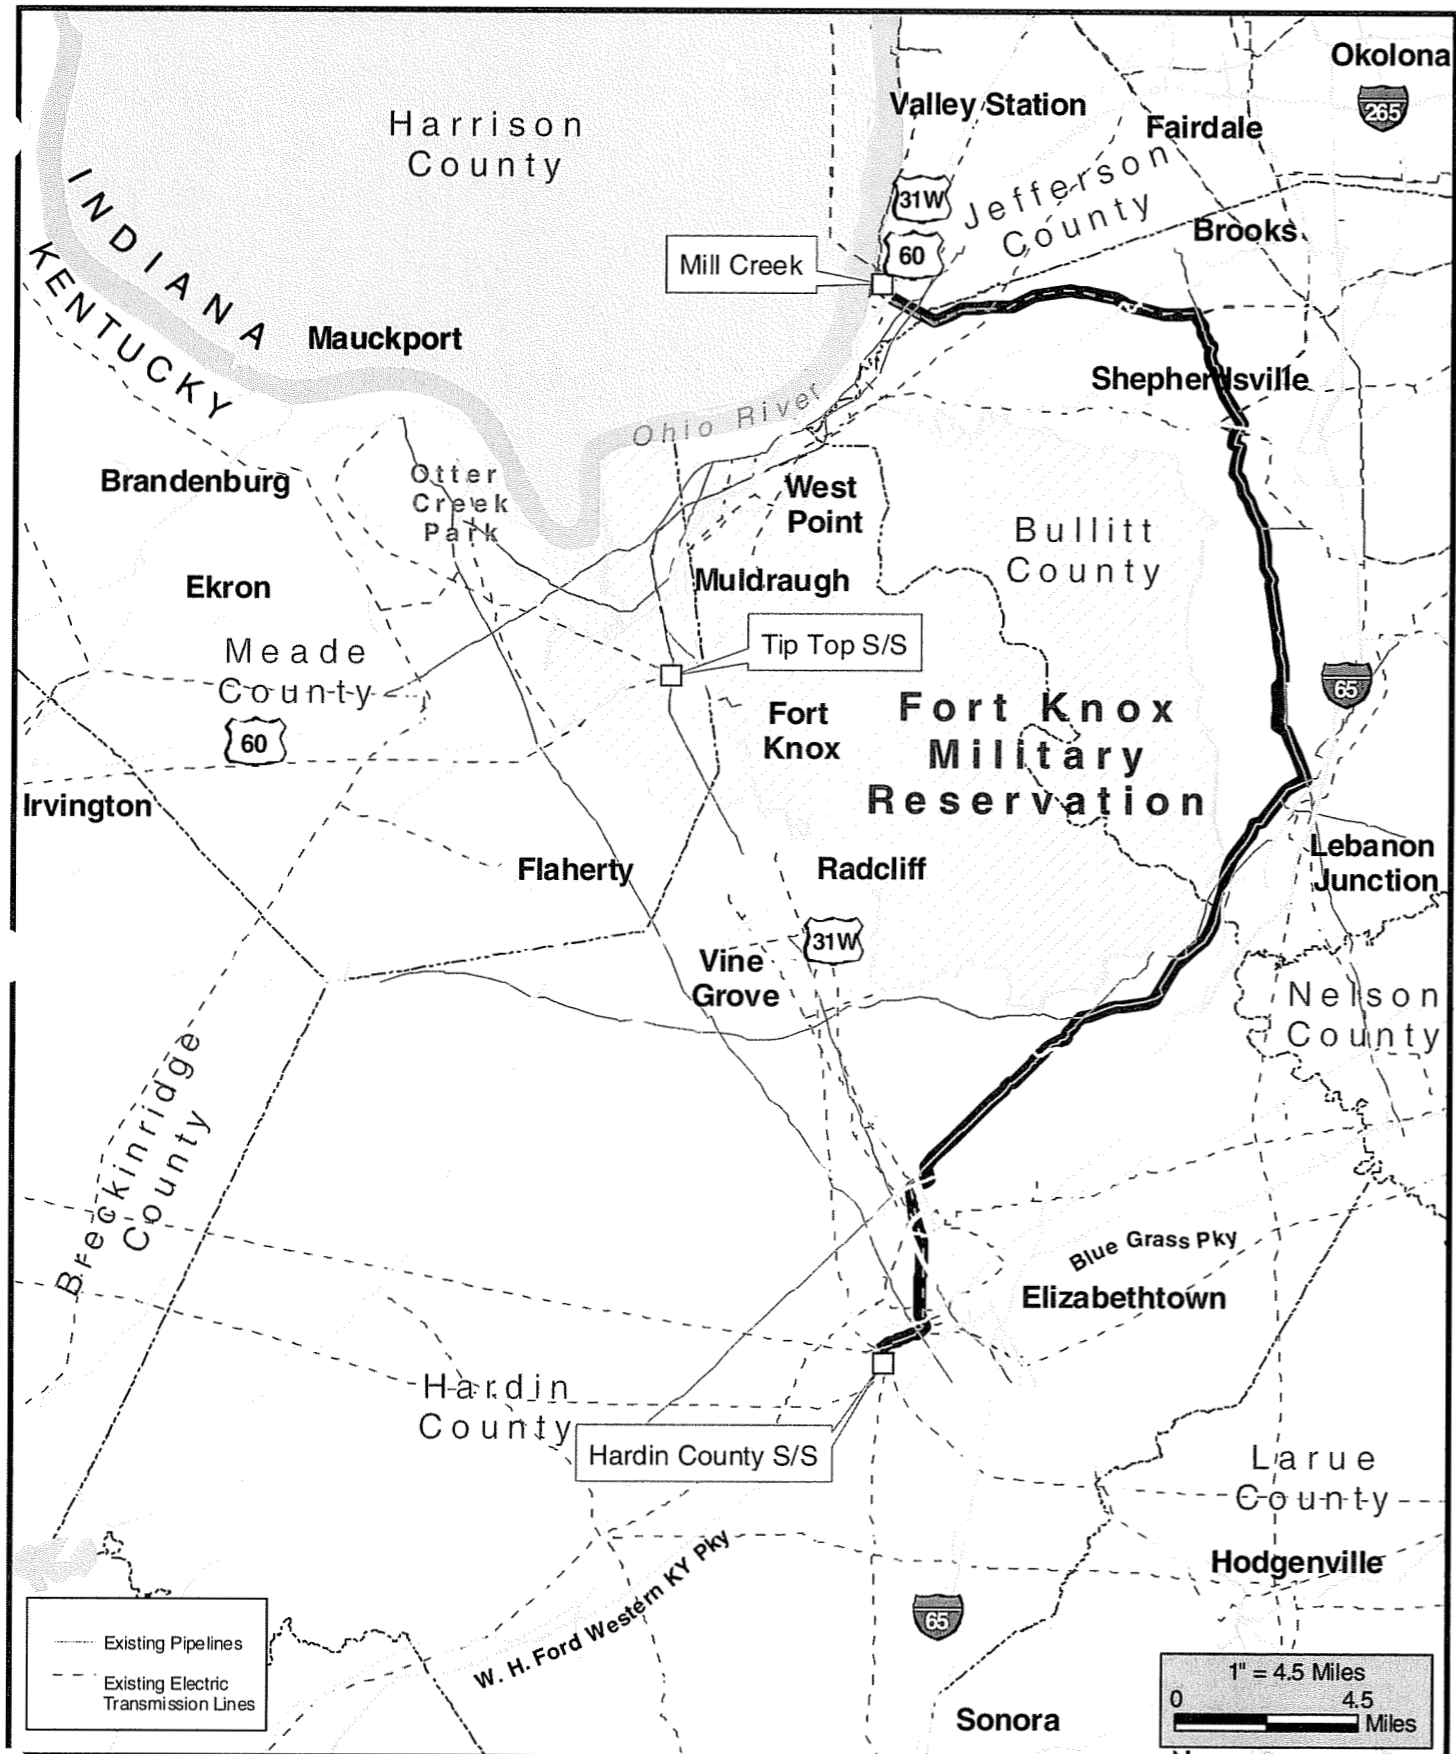 Okolona
265
Valley Station
Fairdale
Harrison
County
Jefferson
County
31W
60
Brooks
Mill Creek
INDIANA
KENTUCKY
Mauckport
Shepherdsville
Ohio River
Brandenburg
Otter
Creek
Park
West
Point
Bullitt
County
Ekron
Muldraugh
Meade
County
Tip Top S/S
65
60
Fort
Knox
Fort Knox
Military
Reservation
Irvington
Flaherty
Radcliff
Lebanon
Junction
31W
Vine
Grove
Nelson
County
Breckinridge
County
Blue Grass Pky
Elizabethtown
Hardin
County
Hardin County S/S
Larue
County
Hodgenville
W. H. Ford Western KY Pky
65
Existing Pipelines
Existing Electric
Transmission Lines
Sonora
1" = 4.5 Miles
0 4.5
Miles